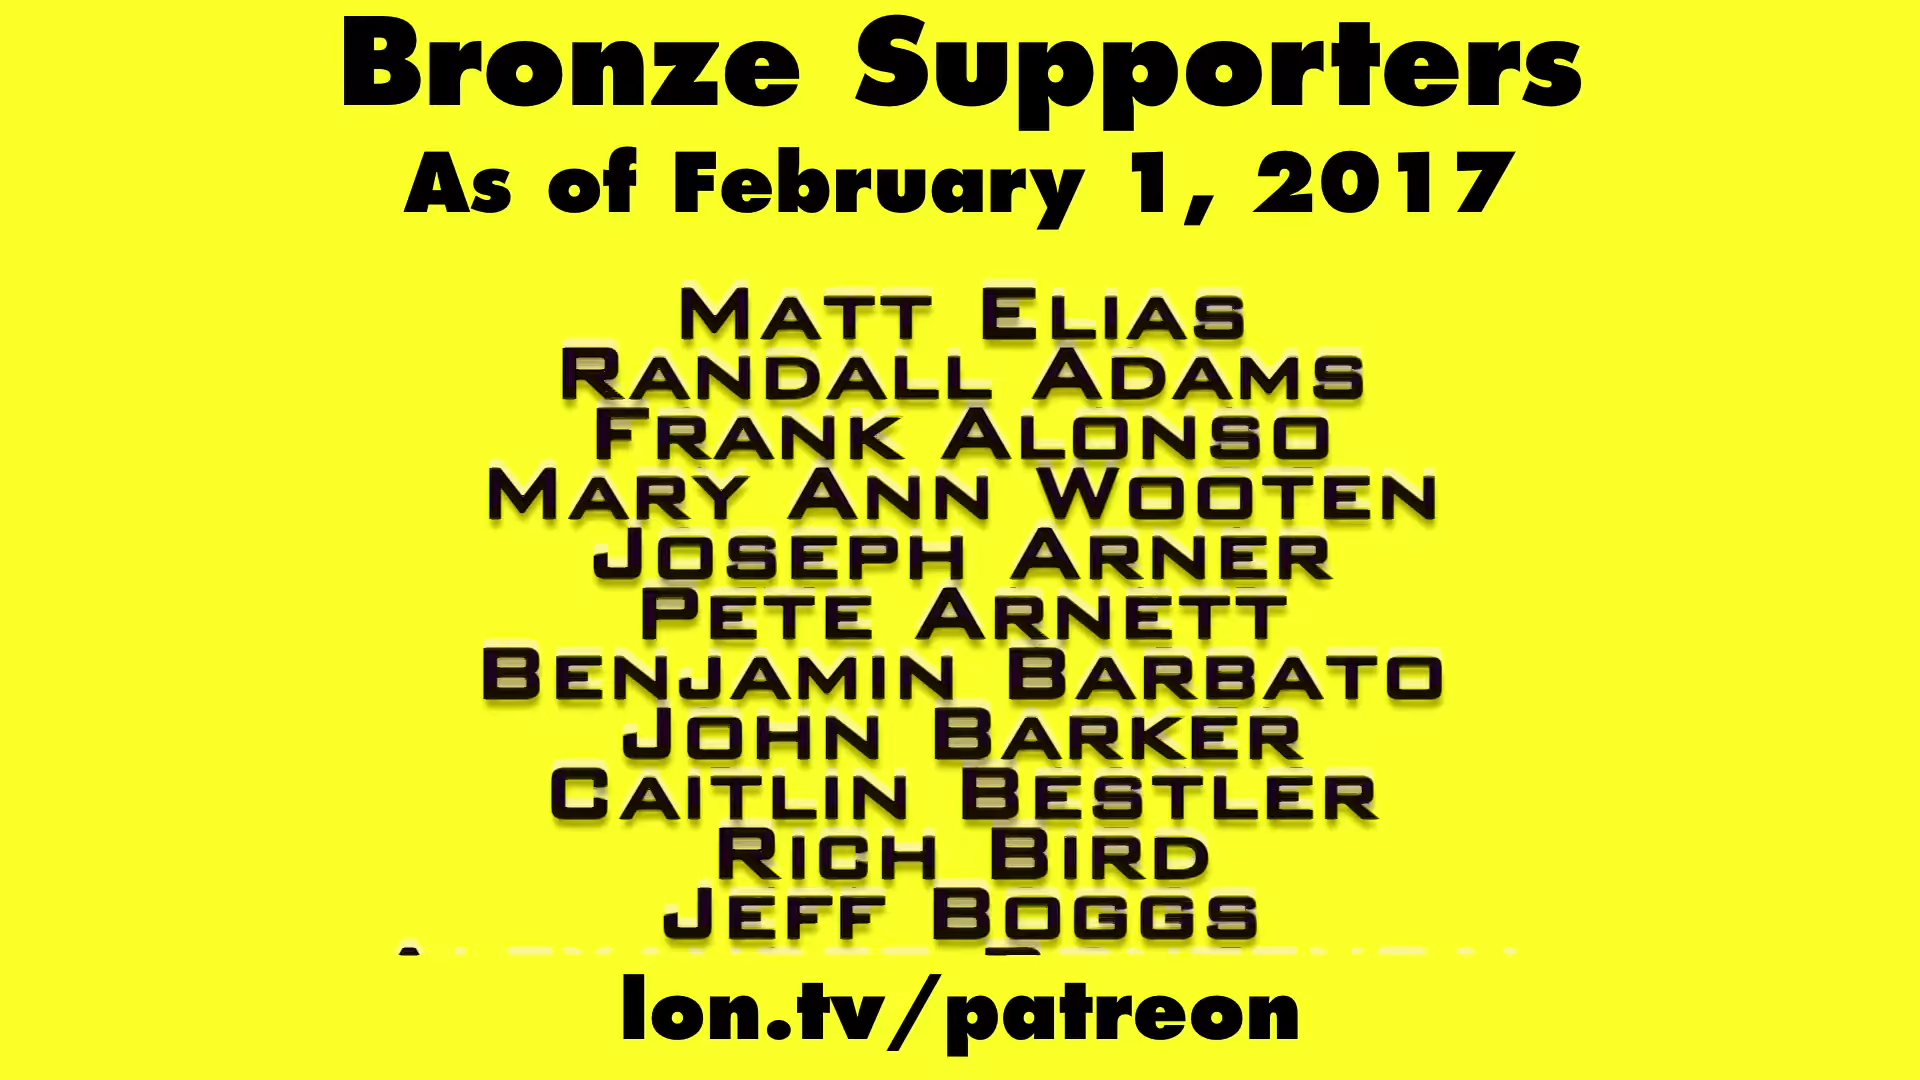 Bronze Supporters
As of February 1, 2017
Matt Elias
Randall Adams
Frank Alonso
Mary Ann Wooten
Joseph Arner
Pete Arnett
Benjamin Barbato
John Barker
Caitlin Bestler
Rich Bird
Jeff Boggs
lon.tv/patreon